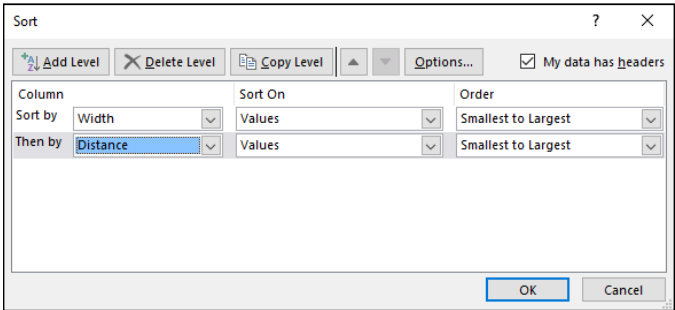 Sort ? ×
Add Level Delete Level Copy Level Options... My data has headers
Column Sort On Order
Sort by Width Values Smallest to Largest
Then by Distance Values Smallest to Largest
OK Cancel